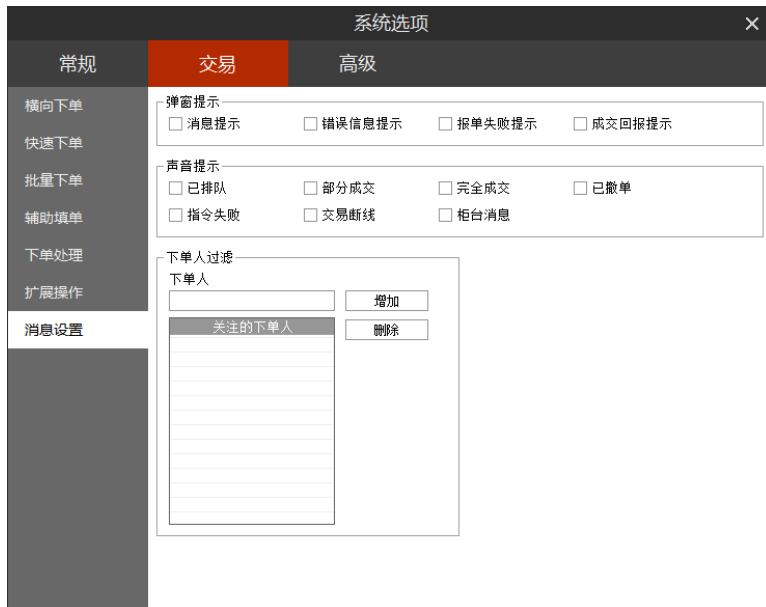 系统选项
常规 交易 高级
横向下单
快速下单
批量下单
辅助填单
下单处理
扩展操作
消息设置
弹窗提示
消息提示 错误信息提示 报单失败提示 成交回报提示
声音提示
已排队 部分成交 完全成交 已撤单
指令失败 交易断线 柜台消息
下单人过滤
下单人
增加
关注的下单人 删除